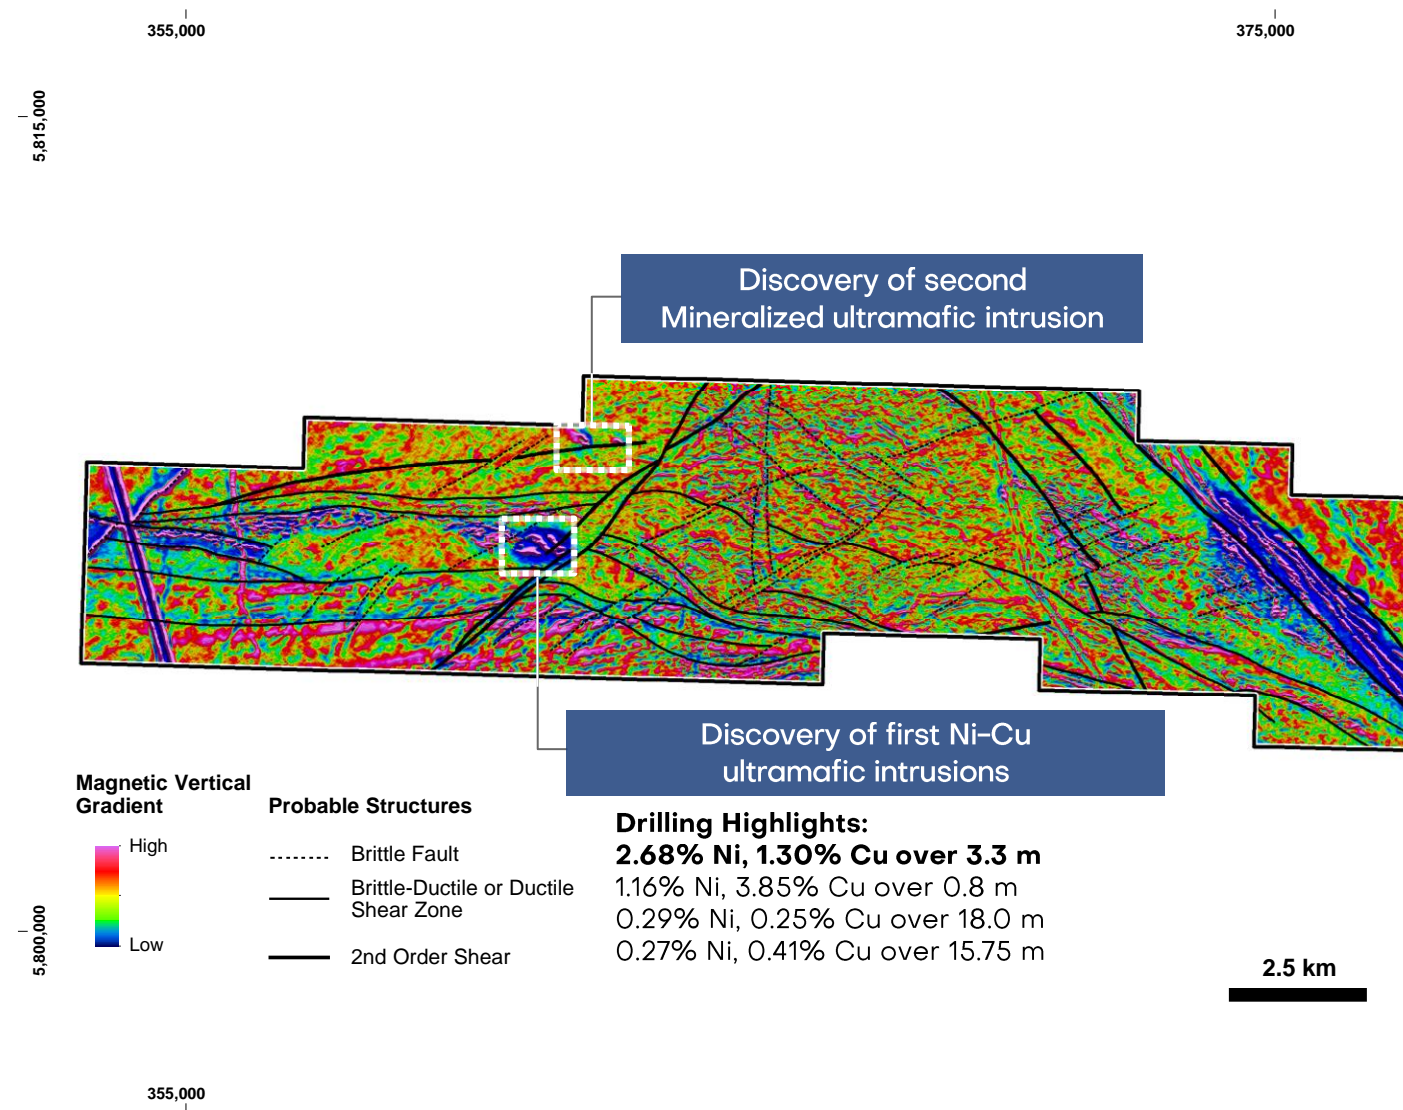 355,000
375,000
5,815,000
Discovery of second
Mineralized ultramafic intrusion
Discovery of first Ni-Cu
ultramafic intrusions
Magnetic Vertical
Gradient
High
Low
Probable Structures
Brittle Fault
Brittle-Ductile or Ductile
Shear Zone
2nd Order Shear
Drilling Highlights:
2.68% Ni, 1.30% Cu over 3.3 m
1.16% Ni, 3.85% Cu over 0.8 m
0.29% Ni, 0.25% Cu over 18.0 m
0.27% Ni, 0.41% Cu over 15.75 m
5,800,000
2.5 km
355,000